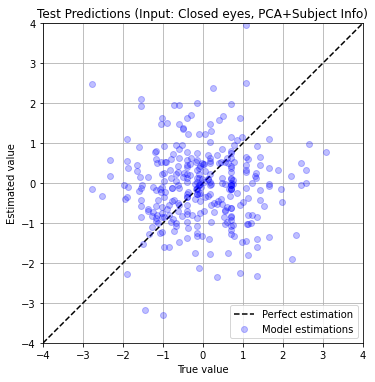 Test Predictions (Input: Closed eyes, PCA+Subject Info)
4
3
2
1
0
−1
−2
−3
−4
Estimated value
Perfect estimation
Model estimations
−4 −3 −2 −1 0 1 2 3 4
True value